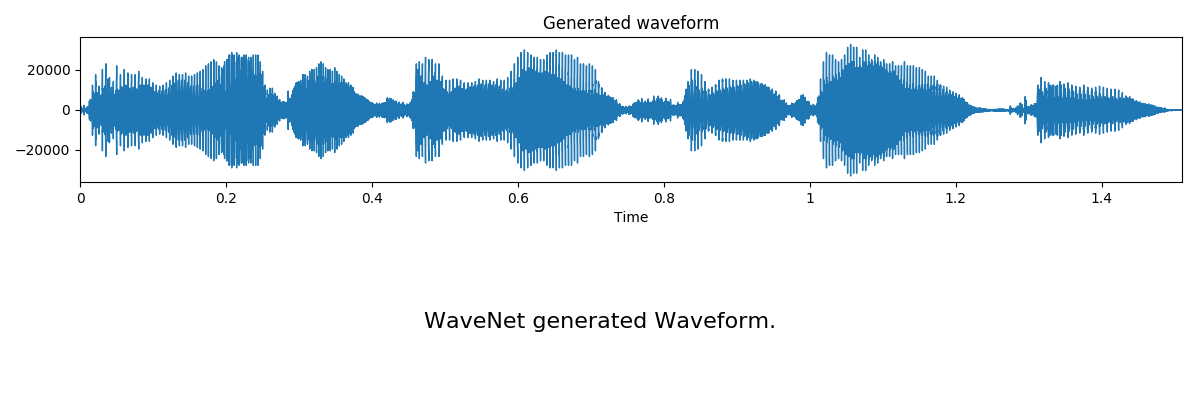 Generated waveform
20000
0
−20000
0 0.2 0.4 0.6 0.8 1 1.2 1.4
Time
WaveNet generated Waveform.